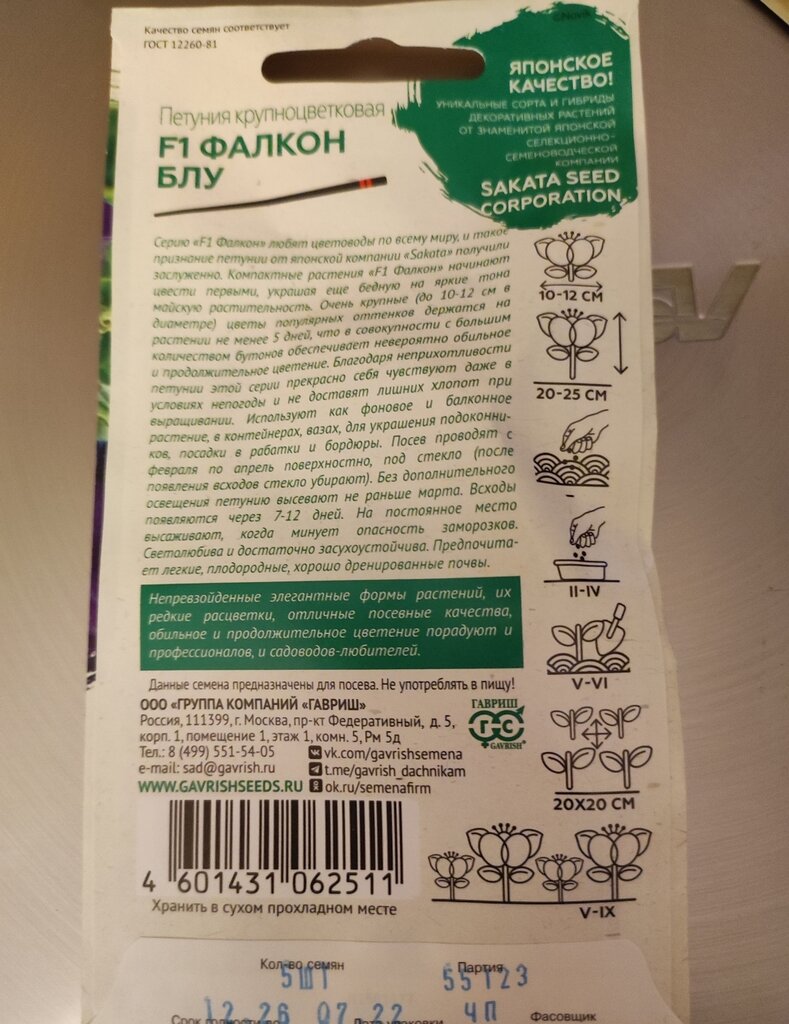 Качество семян соответствует
ГОСТ 12260-81
ЯПОНСКОЕ
КАЧЕСТВО!
УНИКАЛЬНЫЕ СОРТА И ГИБРИДЫ
ДЕКОРАТИВНЫХ РАСТЕНИЙ
ОТ ЗНАМЕНИТОЙ ЯПОНСКОЙ
СЕЛЕКЦИОННО-
СЕМЕНОВОДЧЕСКОЙ
КОМПАНИИ
SAKATA SEED
CORPORATION
Петуния крупноцветковая
F1 ФАЛКОН
БЛУ
Серию «F1 Фалкон» любят цветоводы по всему миру, и такое
признание петунии от японской компании «Sakata» получили
заслуженно. Компактные растения «F1 Фалкон» начинают
цвести первыми, украшая еще бедную на яркие тона
майскую растительность. Очень крупные (до 10-12 см в
диаметре) цветы популярных оттенков держатся на
растении не менее 5 дней, что в совокупности с большим
количеством бутонов обеспечивает невероятно обильное
и продолжительное цветение. Благодаря неприхотливости
петунии этой серии прекрасно себя чувствуют даже в
условиях непогоды и не доставят лишних хлопот при
выращивании. Используют как фоновое и балконное
растение, в контейнерах, вазах, для украшения подоконни-
ков, посадки в рабатки и бордюры. Посев проводят с
февраля по апрель поверхностно, под стекло (после
появления всходов стекло убирают). Без дополнительного
освещения петунию высевают не раньше марта. Всходы
появляются через 7-12 дней. На постоянное место
высаживают, когда минует опасность заморозков.
Светолюбива и достаточно засухоустойчива. Предпочита-
ет легкие, плодородные, хорошо дренированные почвы.
10-12 СМ
20-25 СМ
II-IV
V-VI
20X20 СМ
V-IX
Непревзойденные элегантные формы растений, их
редкие расцветки, отличные посевные качества,
обильное и продолжительное цветение порадуют и
профессионалов, и садоводов-любителей.
Данные семена предназначены для посева. Не употреблять в пищу!
ООО «ГРУППА КОМПАНИЙ «ГАВРИШ»
Россия, 111399, г. Москва, пр-кт Федеративный, д. 5,
корп. 1, помещение 1, этаж 1, комн. 5, Рм 5д
Тел.: 8 (499) 551-54-05 vk.com/gavrishsemena
e-mail: sad@gavrish.ru t.me/gavrish_dachnikam
WWW.GAVRISHSEEDS.RU ok.ru/semenafirm
ГАВРИШ
GAVRISH
4 601431 062511
Хранить в сухом прохладном месте
Кол-во семян 5ШТ Партия 55123
Срок годности до 12 26 07 22 Дата упаковки ЧП Фасовщик